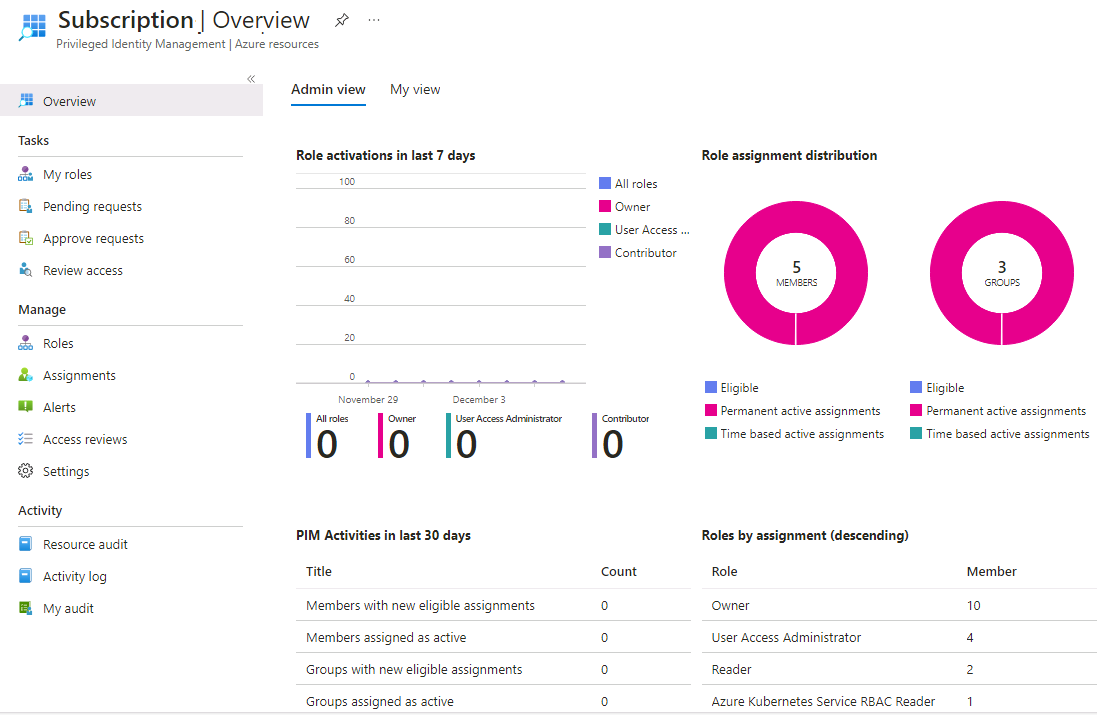 Subscription | Overview
Privileged Identity Management | Azure resources
Overview
Tasks
My roles
Pending requests
Approve requests
Review access
Manage
Roles
Assignments
Alerts
Access reviews
Settings
Activity
Resource audit
Activity log
My audit
Admin view My view
Role activations in last 7 days
100
80
60
40
20
0
November 29 December 3
All roles
Owner
User Access ...
Contributor
All roles Owner User Access Administrator Contributor
0 0 0 0
Role assignment distribution
5
MEMBERS
3
GROUPS
Eligible
Permanent active assignments
Time based active assignments
Eligible
Permanent active assignments
Time based active assignments
PIM Activities in last 30 days
Title Count
Members with new eligible assignments 0
Members assigned as active 0
Groups with new eligible assignments 0
Groups assigned as active 0
Roles by assignment (descending)
Role Member
Owner 10
User Access Administrator 4
Reader 2
Azure Kubernetes Service RBAC Reader 1